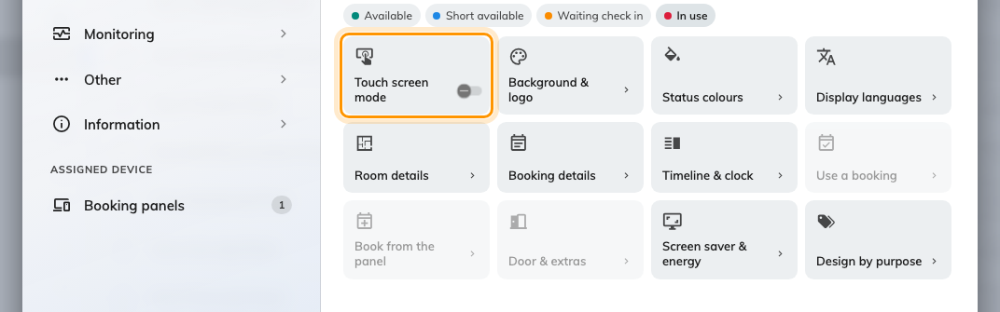 Available
Short available
Waiting check in
In use
Monitoring
Other
Information
ASSIGNED DEVICE
Booking panels
1
Touch screen
mode
Background &
logo
Status colours
Display languages
Room details
Booking details
Timeline & clock
Use a booking
Book from the
panel
Door & extras
Screen saver &
energy
Design by purpose